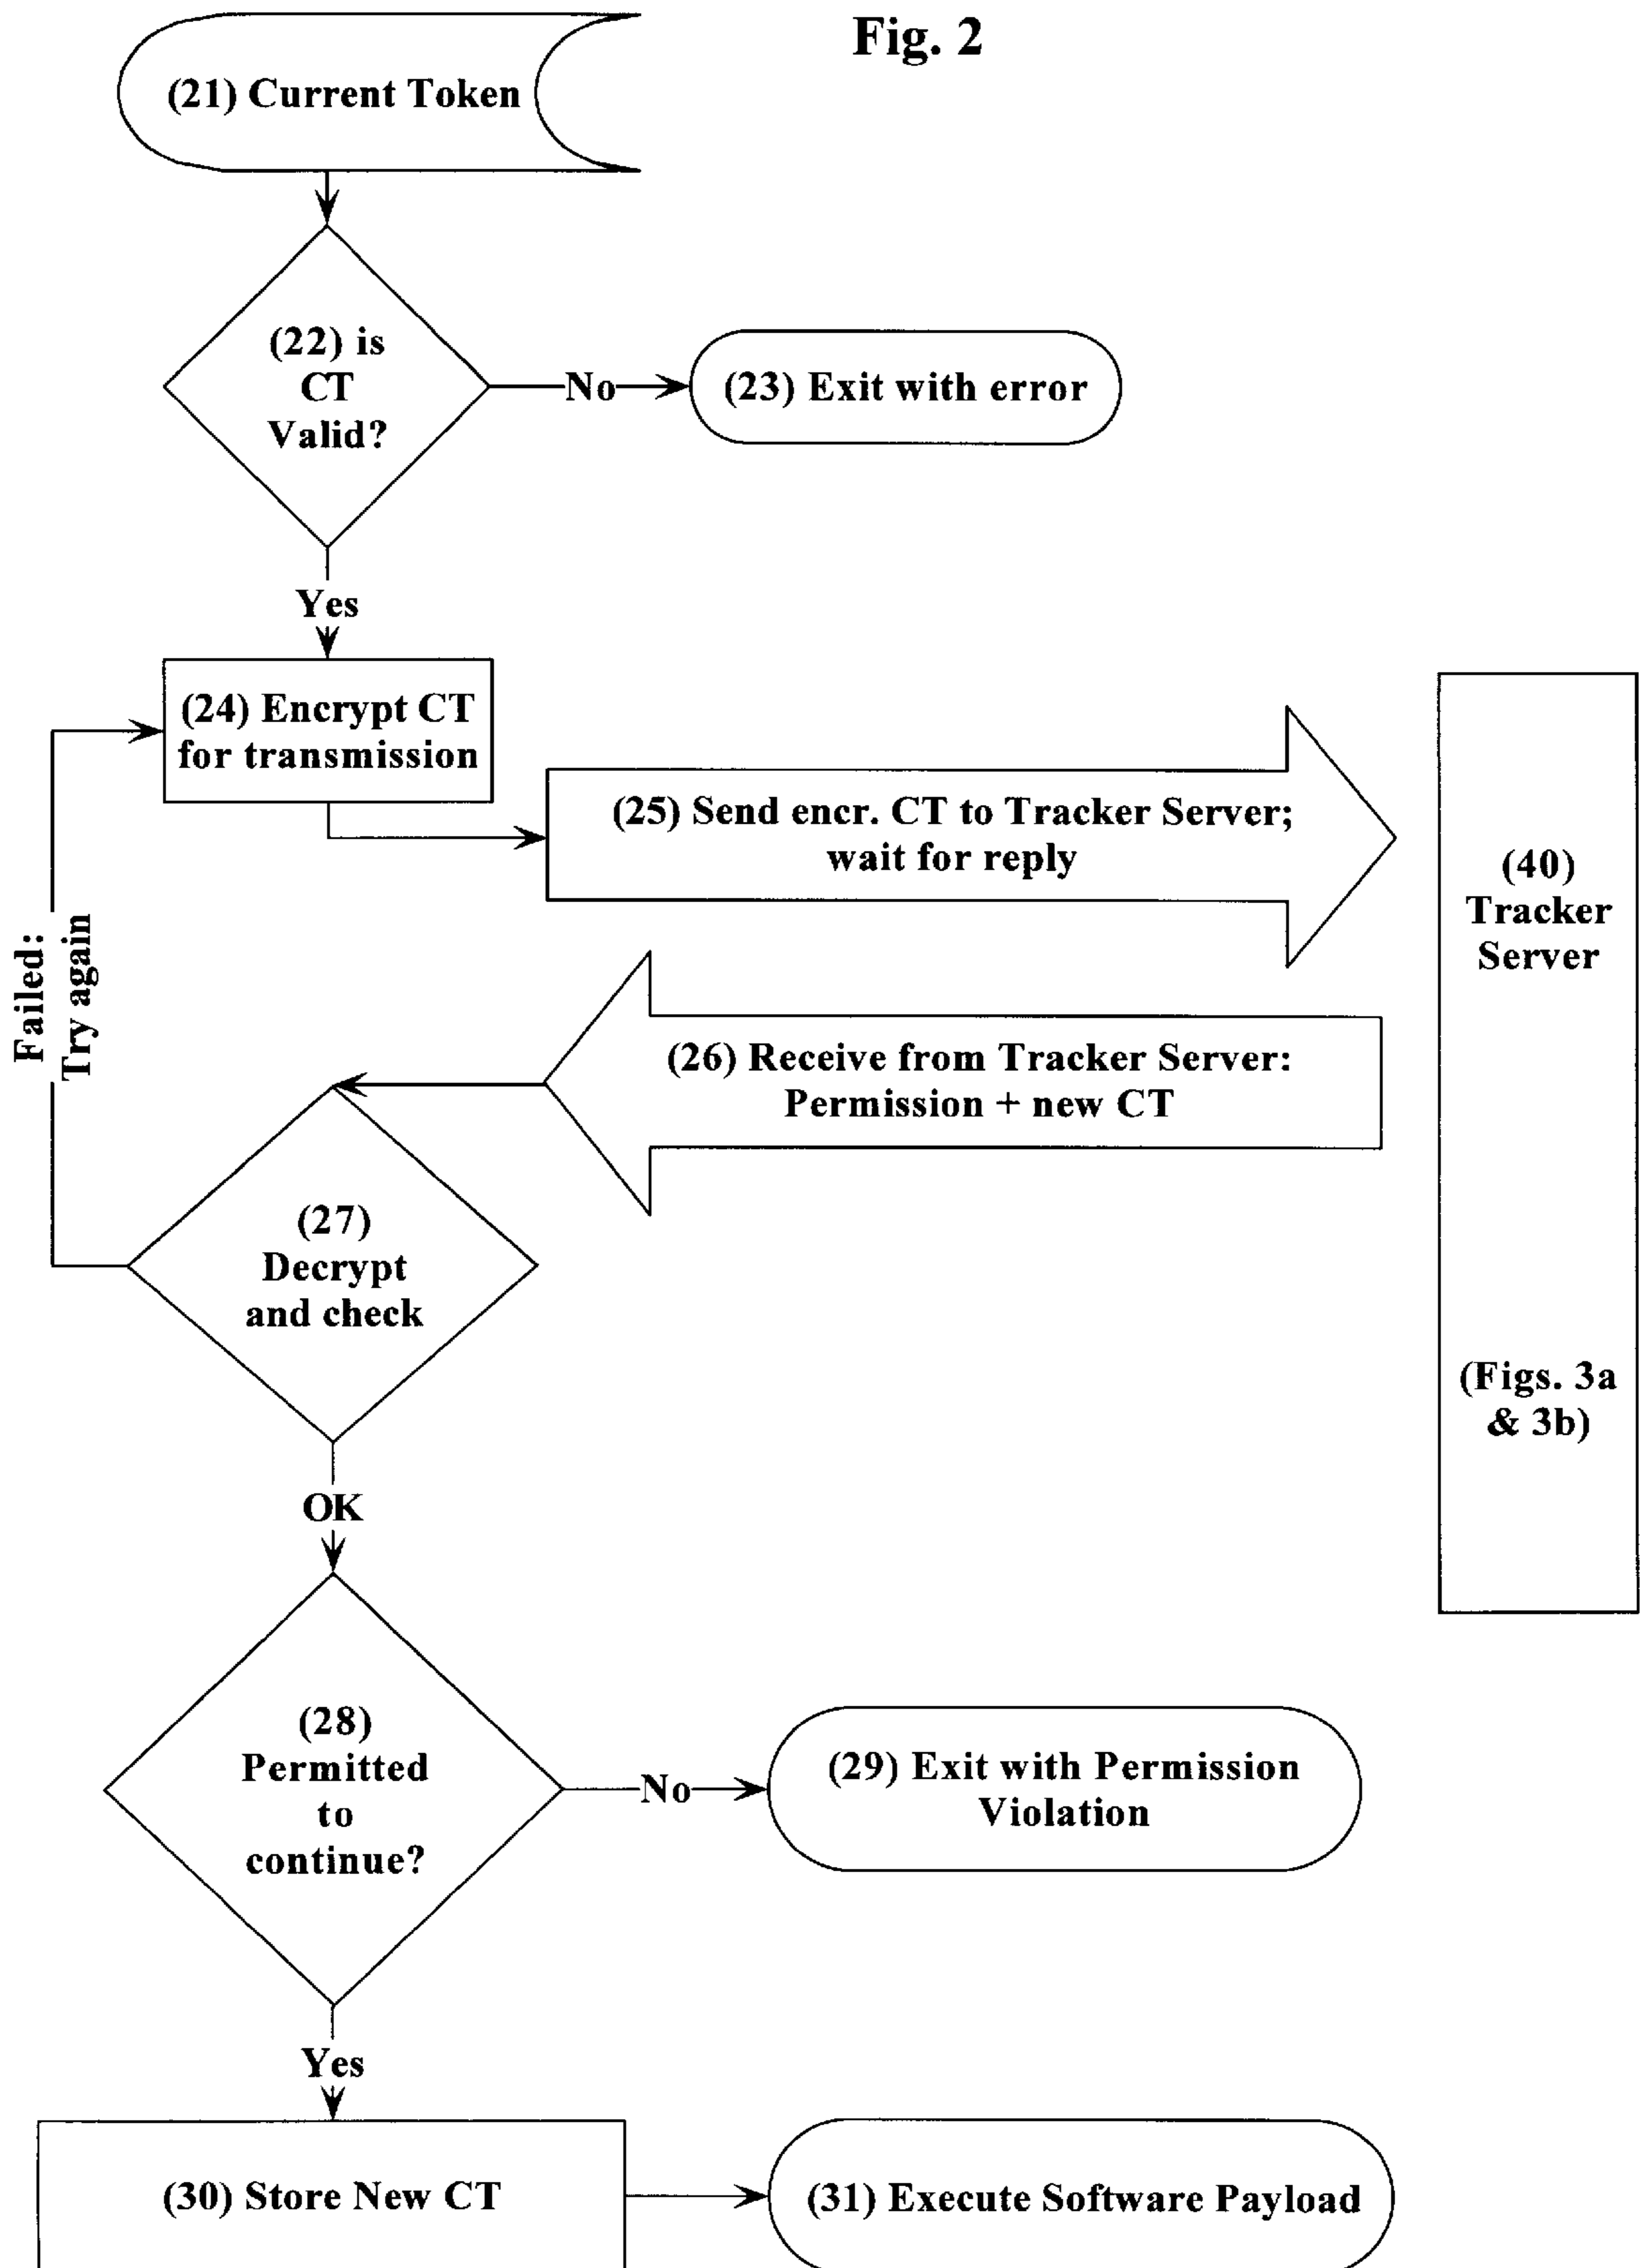 Fig. 2
(21) Current Token
(22) is
CT
Valid?
No
(23) Exit with error
Yes
(24) Encrypt CT
for transmission
(25) Send encr. CT to Tracker Server;
wait for reply
(40)
Tracker
Server
Failed:
Try again
(26) Receive from Tracker Server:
Permission + new CT
(27)
Decrypt
and check
(Figs. 3a
& 3b)
OK
(28)
Permitted
to
continue?
No
(29) Exit with Permission
Violation
Yes
(30) Store New CT
(31) Execute Software Payload